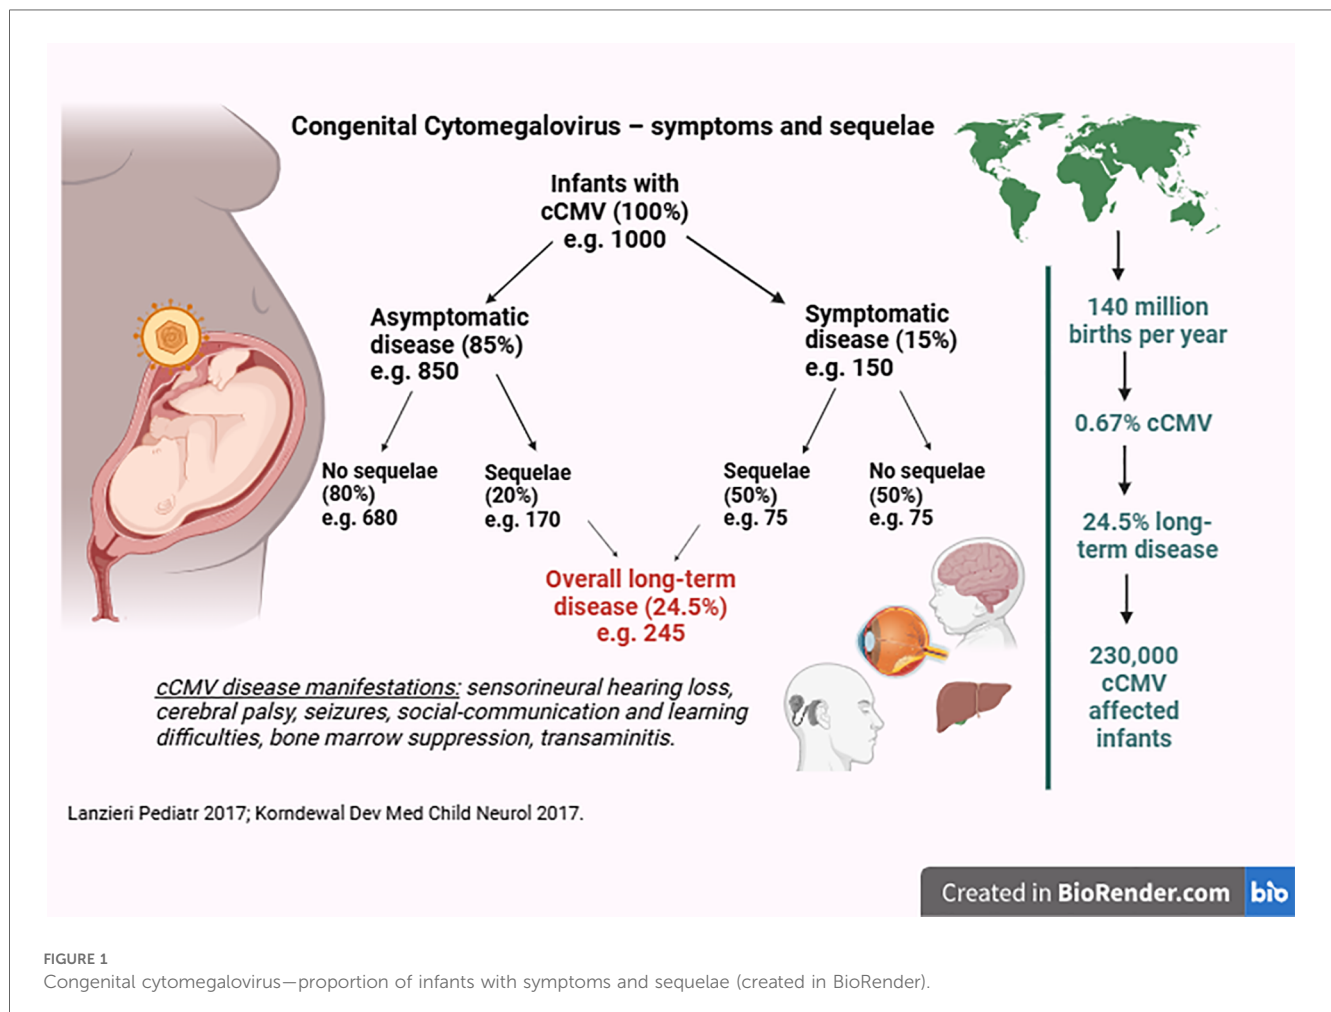 Congenital Cytomegalovirus – symptoms and sequelae
Infants with
cCMV (100%)
e.g. 1000
Asymptomatic
disease (85%)
e.g. 850
Symptomatic
disease (15%)
e.g. 150
No sequelae
(80%)
e.g. 680
Sequelae
(20%)
e.g. 170
Sequelae
(50%)
e.g. 75
No sequelae
(50%)
e.g. 75
Overall long-term
disease (24.5%)
e.g. 245
cCMV disease manifestations: sensorineural hearing loss,
cerebral palsy, seizures, social-communication and learning
difficulties, bone marrow suppression, transaminitis.
Lanzieri Pediatr 2017; Korndewal Dev Med Child Neurol 2017.
140 million
births per year
0.67% cCMV
24.5% long-
term disease
230,000
cCMV
affected
infants
Created in BioRender.com bio
FIGURE 1
Congenital cytomegalovirus—proportion of infants with symptoms and sequelae (created in BioRender).